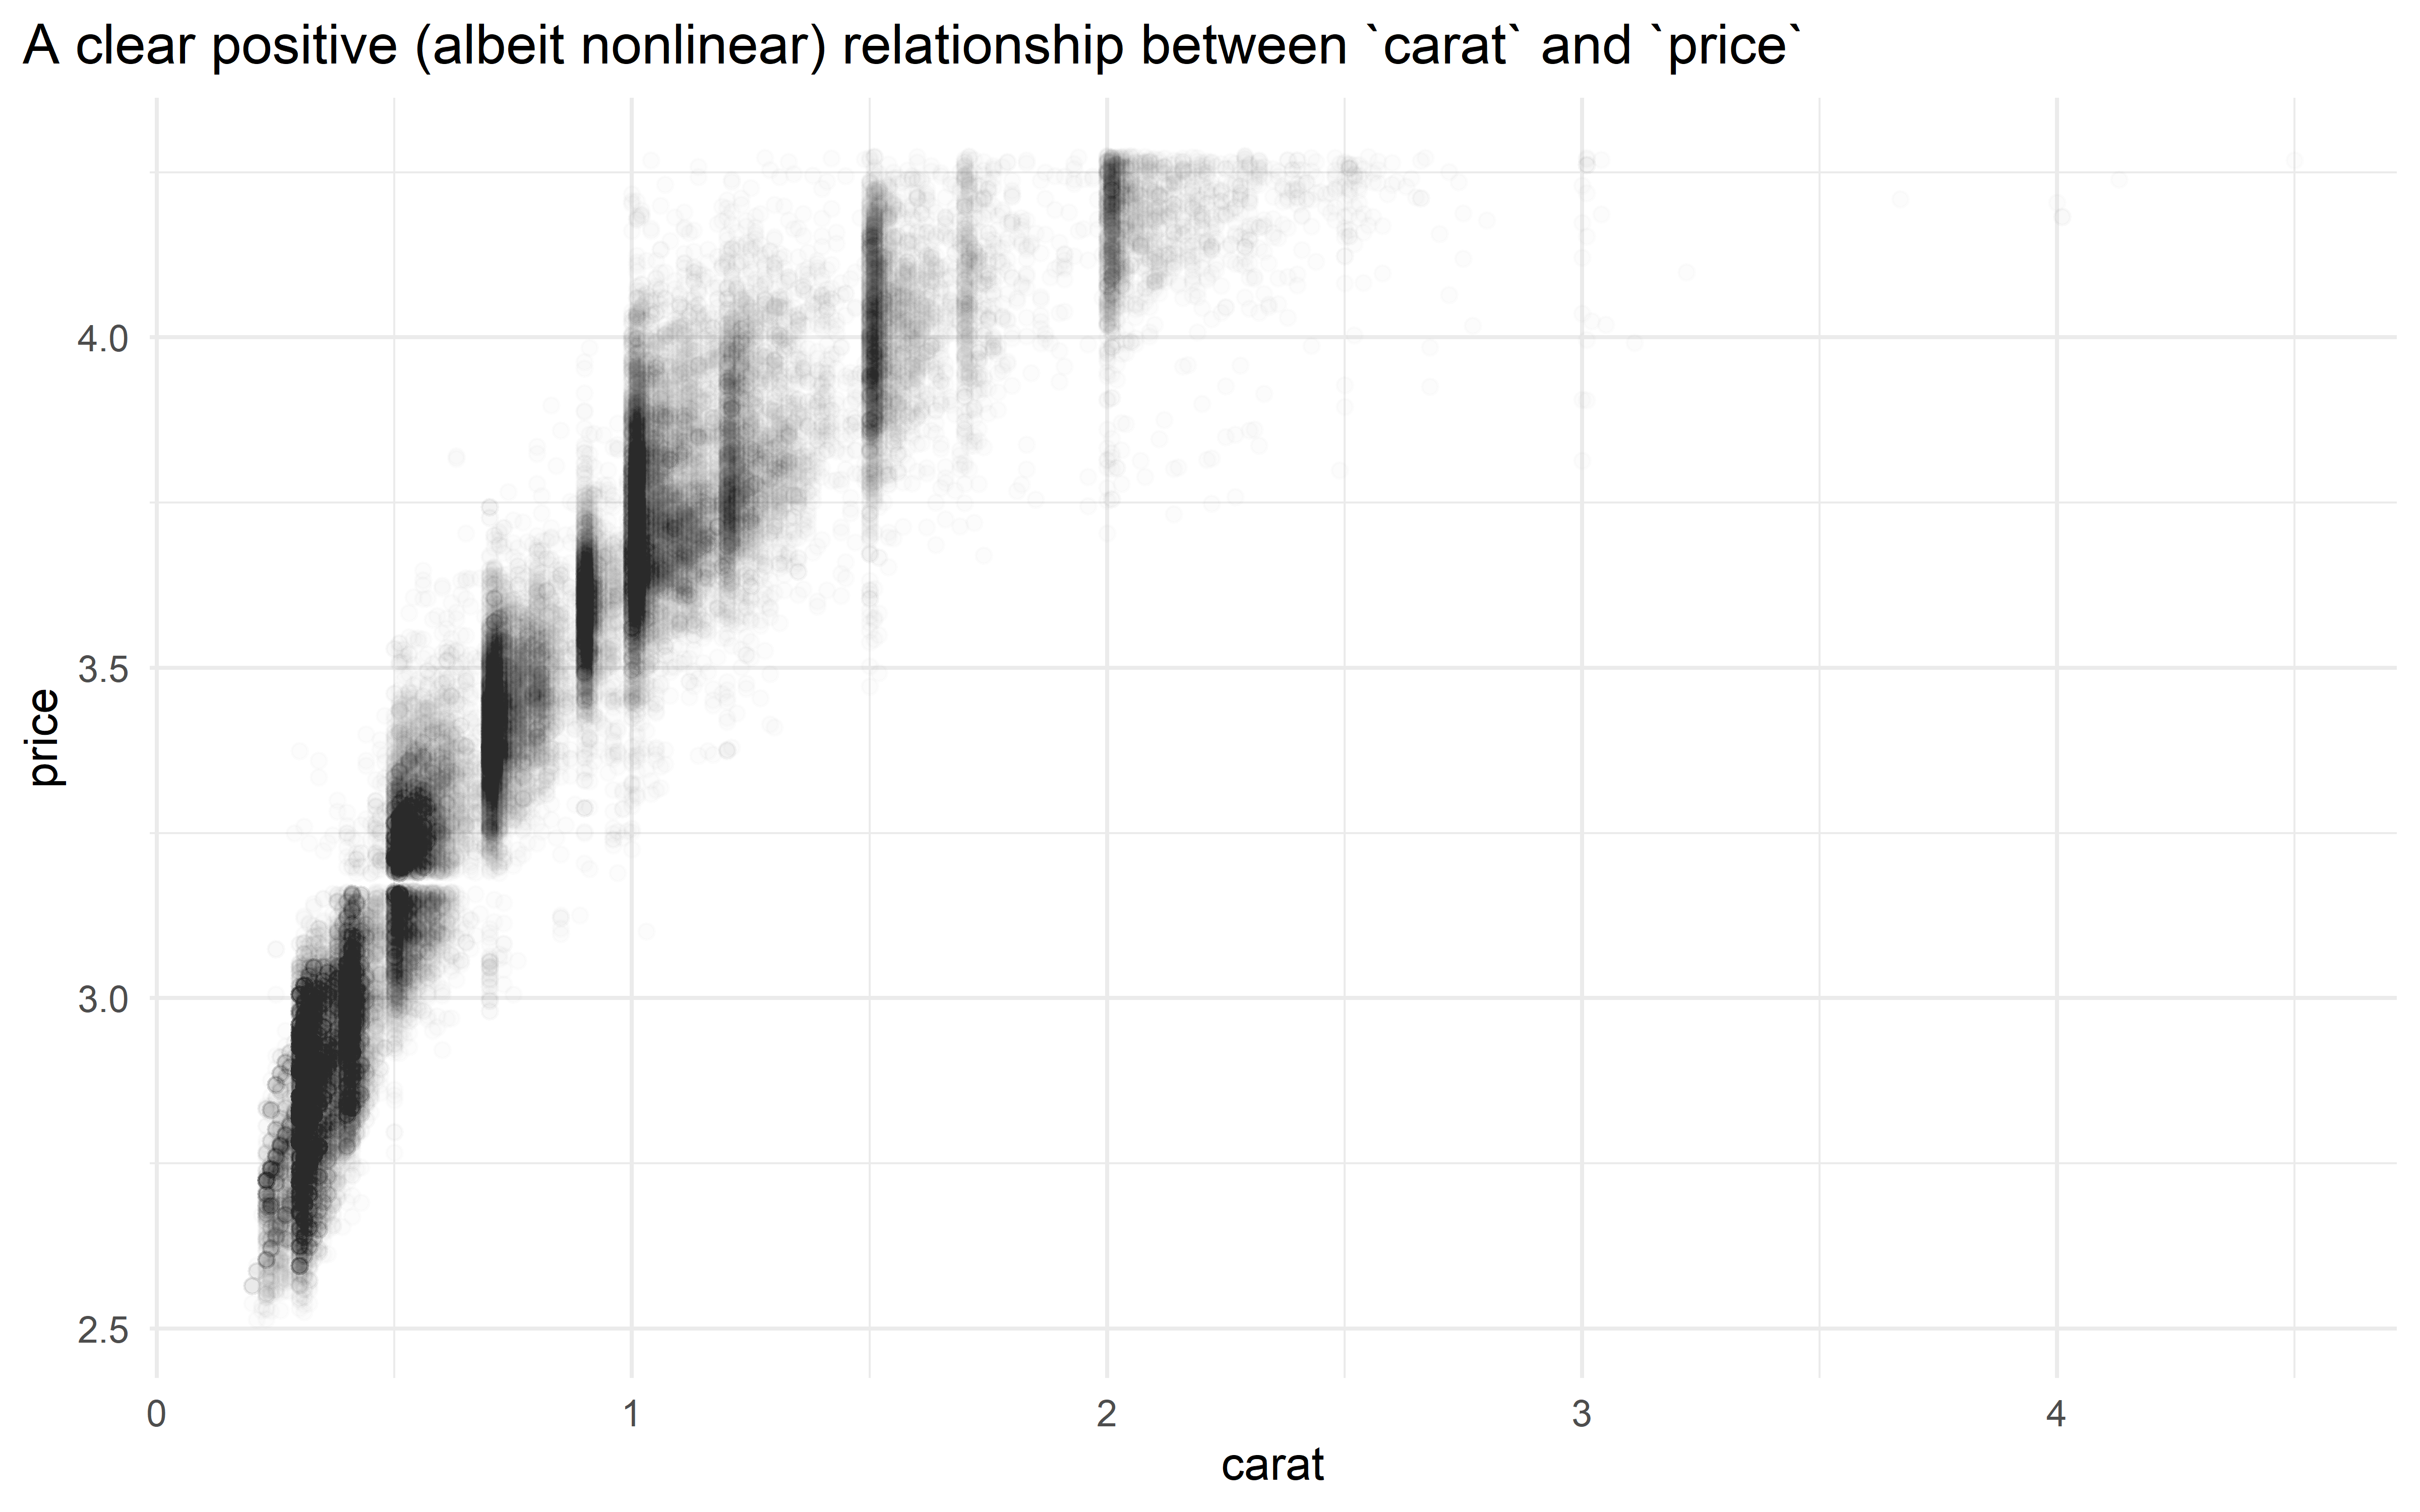 A clear positive (albeit nonlinear) relationship between `carat` and `price`
4.0
3.5
3.0
2.5
price
0 1 2 3 4
carat